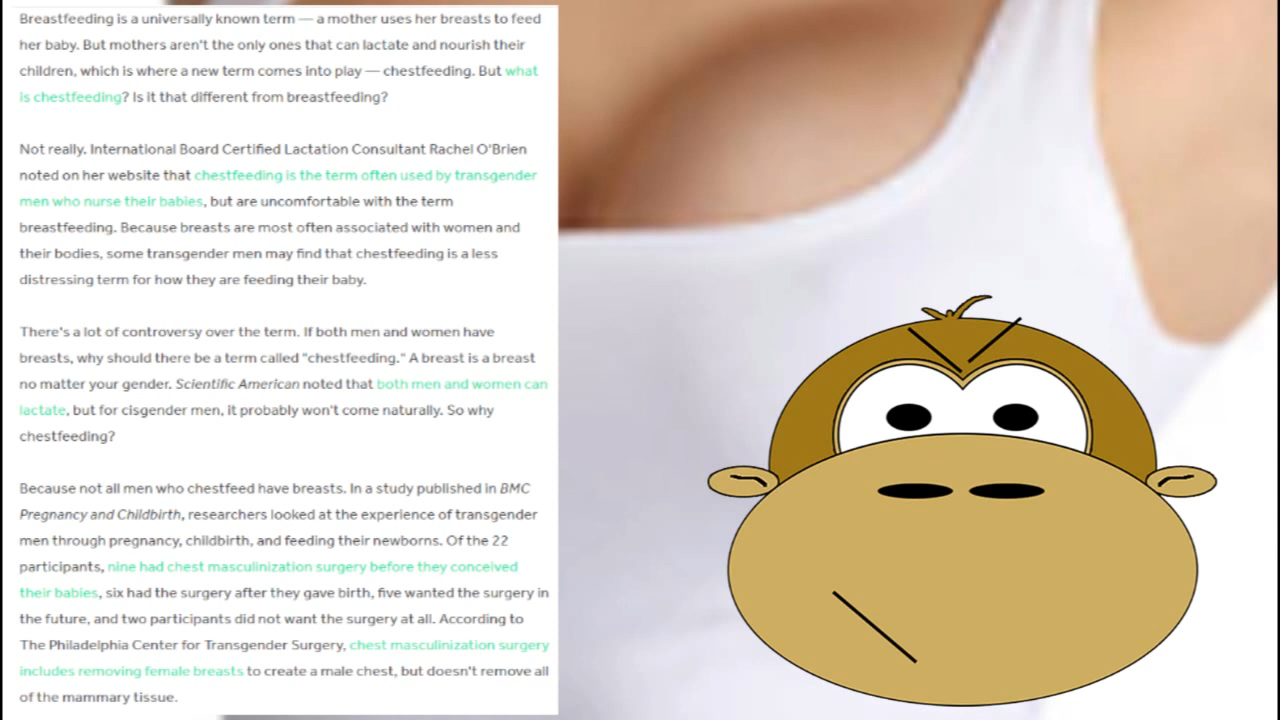 Breastfeeding is a universally known term — a mother uses her breasts to feed
her baby. But mothers aren't the only ones that can lactate and nourish their
children, which is where a new term comes into play — chestfeeding. But what
is chestfeeding? Is it that different from breastfeeding?
Not really. International Board Certified Lactation Consultant Rachel O'Brien
noted on her website that chestfeeding is the term often used by transgender
men who nurse their babies, but are uncomfortable with the term
breastfeeding. Because breasts are most often associated with women and
their bodies, some transgender men may find that chestfeeding is a less
distressing term for how they are feeding their baby.
There's a lot of controversy over the term. If both men and women have
breasts, why should there be a term called "chestfeeding." A breast is a breast
no matter your gender. Scientific American noted that both men and women can
lactate, but for cisgender men, it probably won't come naturally. So why
chestfeeding?
Because not all men who chestfeed have breasts. In a study published in BMC
Pregnancy and Childbirth, researchers looked at the experience of transgender
men through pregnancy, childbirth, and feeding their newborns. Of the 22
participants, nine had chest masculinization surgery before they conceived
their babies, six had the surgery after they gave birth, five wanted the surgery in
the future, and two participants did not want the surgery at all. According to
The Philadelphia Center for Transgender Surgery, chest masculinization surgery
includes removing female breasts to create a male chest, but doesn't remove all
of the mammary tissue.